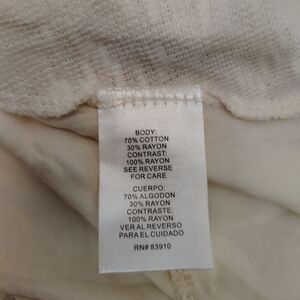 BODY:
70% COTTON
30% RAYON
CONTRAST:
100% RAYON
SEE REVERSE
FOR CARE
CUERPO:
70% ALGODON
30% RAYON
CONTRASTE:
100% RAYON
VER AL REVERSO
PARA EL CUIDADO
RN# 83910